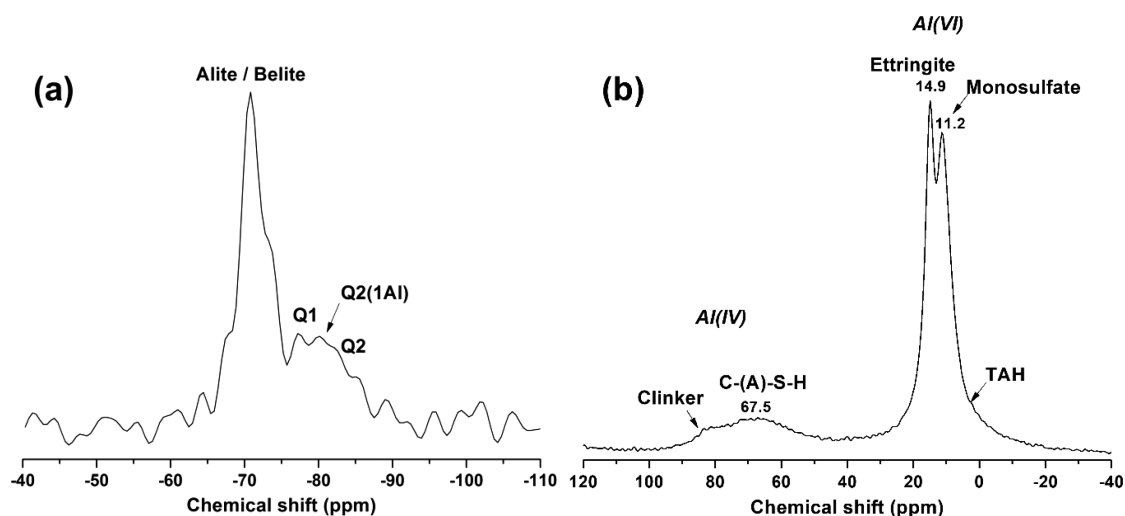 (a)
Alite / Belite
Q1
Q2(1Al)
Q2
-40 -50 -60 -70 -80 -90 -100 -110
Chemical shift (ppm)
(b)
Al(VI)
Ettringite
14.9
Monosulfate
11.2
Al(IV)
C-(A)-S-H
67.5
Clinker
TAH
120 100 80 60 40 20 0 -20 -40
Chemical shift (ppm)